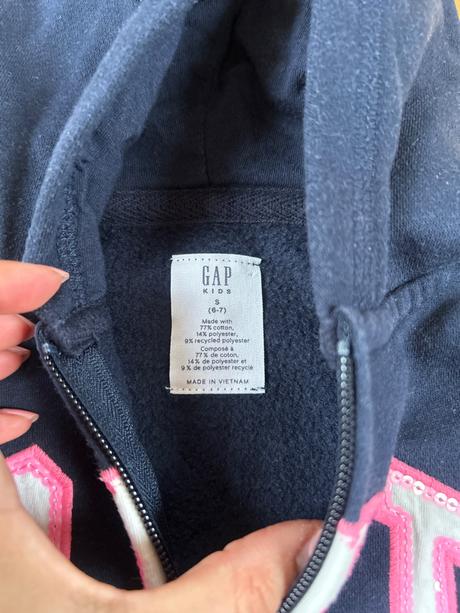 GAP
KIDS
S
(6-7)
Made with
77% cotton,
14% polyester,
9% recycled polyester
Composé à
77 % de coton,
14 % de polyester et
9 % de polyester recyclé
MADE IN VIETNAM